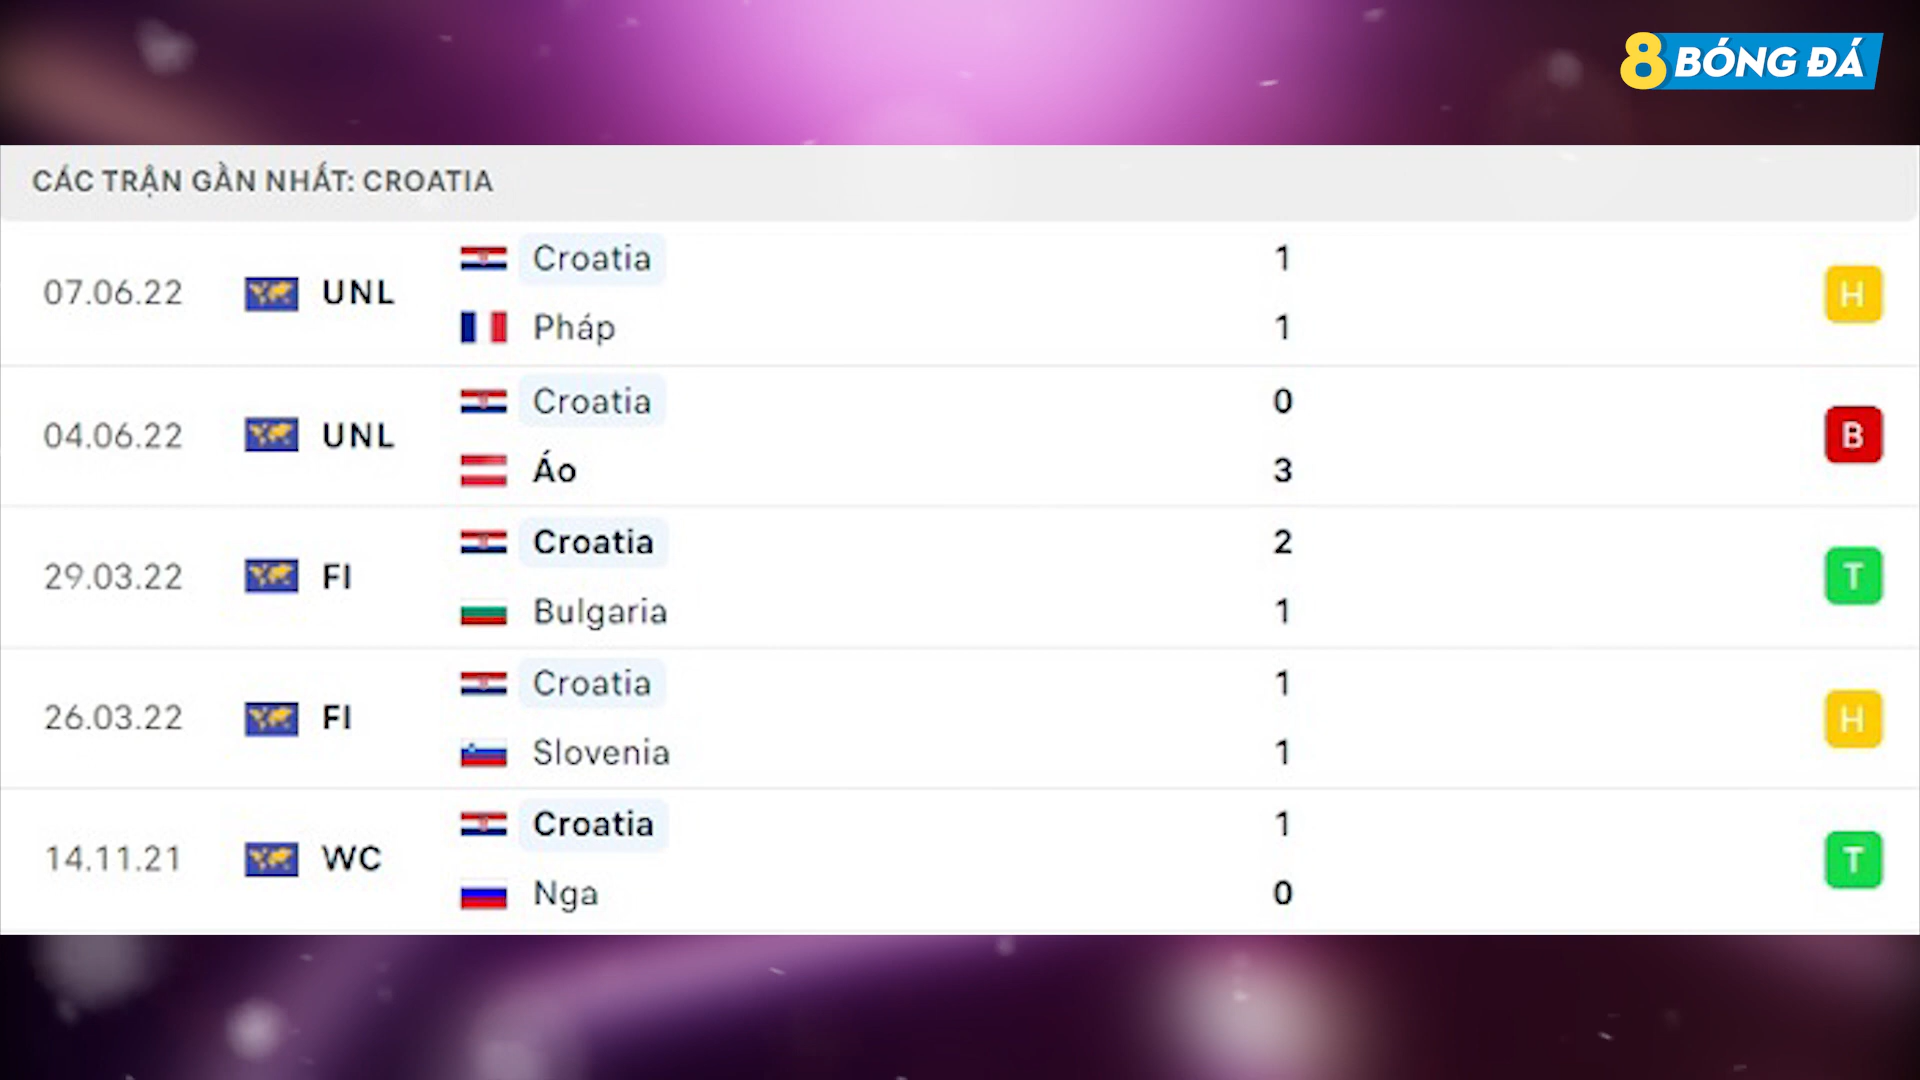 8 BÓNG ĐÁ
CÁC TRẬN GẦN NHẤT: CROATIA
07.06.22 UNL Croatia 1 H
Pháp 1
04.06.22 UNL Croatia 0 B
Áo 3
29.03.22 FI Croatia 2 T
Bulgaria 1
26.03.22 FI Croatia 1 H
Slovenia 1
14.11.21 WC Croatia 1 T
Nga 0